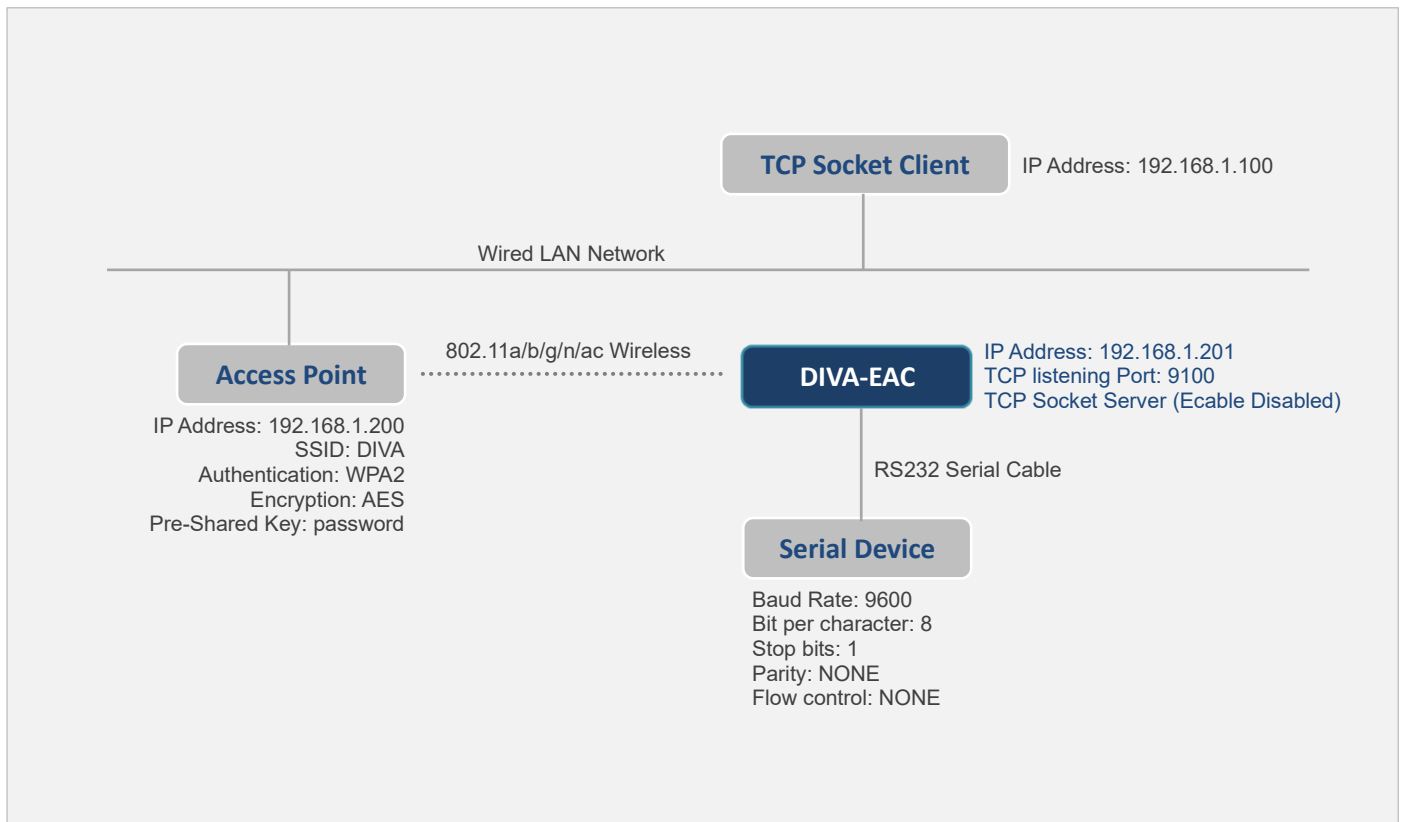 TCP Socket Client
IP Address: 192.168.1.100
Wired LAN Network
Access Point
802.11a/b/g/n/ac Wireless
DIVA-EAC
IP Address: 192.168.1.201
TCP listening Port: 9100
TCP Socket Server (Ecable Disabled)
IP Address: 192.168.1.200
SSID: DIVA
Authentication: WPA2
Encryption: AES
Pre-Shared Key: password
RS232 Serial Cable
Serial Device
Baud Rate: 9600
Bit per character: 8
Stop bits: 1
Parity: NONE
Flow control: NONE